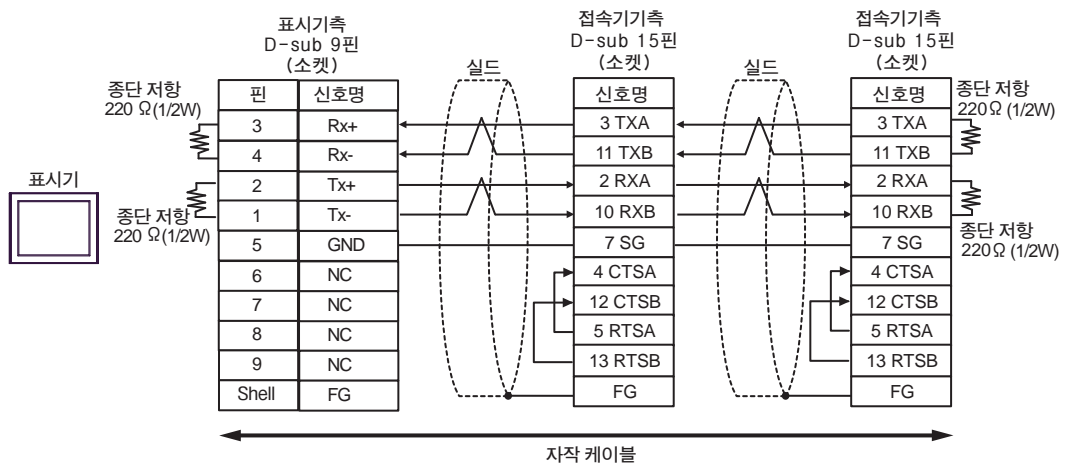 표시기측
D-sub 9핀
(소켓)
접속기기측
D-sub 15핀
(소켓)
접속기기측
D-sub 15핀
(소켓)
실드
실드
종단 저항
220 Ω(1/2W)
종단 저항
220Ω (1/2W)
핀 신호명
신호명
신호명
3 Rx+
3 TXA
3 TXA
4 Rx-
11 TXB
11 TXB
표시기
2 Tx+
2 RXA
2 RXA
종단 저항
220 Ω(1/2W)
1 Tx-
10 RXB
10 RXB
종단 저항
220Ω (1/2W)
5 GND
7 SG
7 SG
6 NC
4 CTSA
4 CTSA
7 NC
12 CTSB
12 CTSB
8 NC
5 RTSA
5 RTSA
9 NC
13 RTSB
13 RTSB
Shell FG
FG
FG
자작 케이블